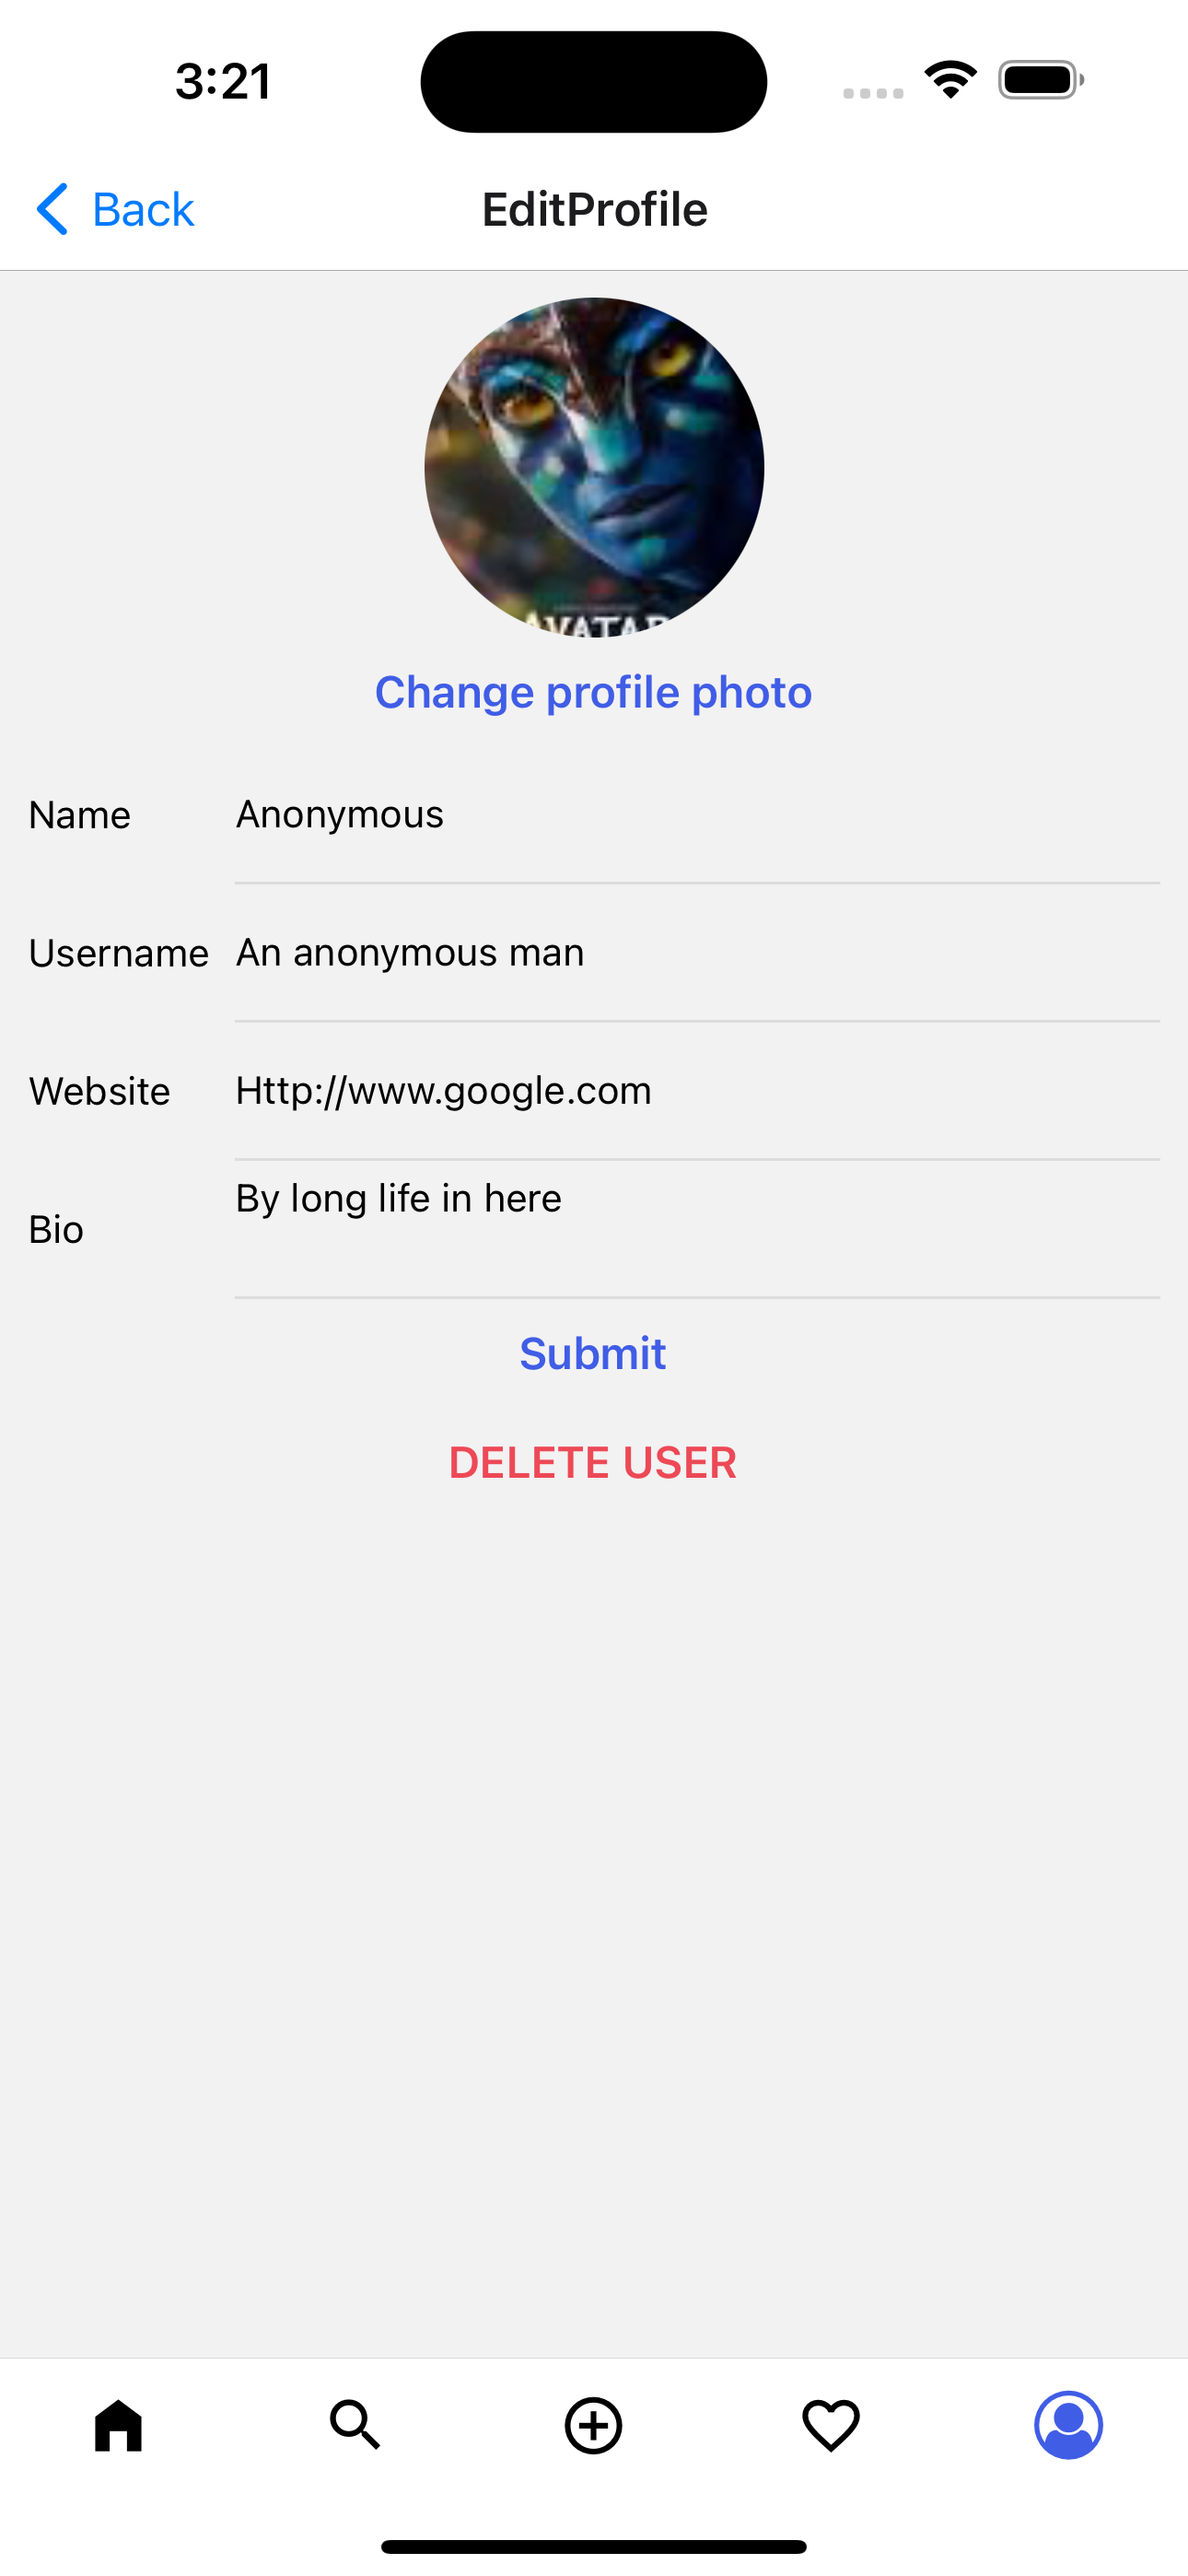 3:21
Back
EditProfile
AVATAR
Change profile photo
Name Anonymous
Username An anonymous man
Website Http://www.google.com
Bio By long life in here
Submit
DELETE USER